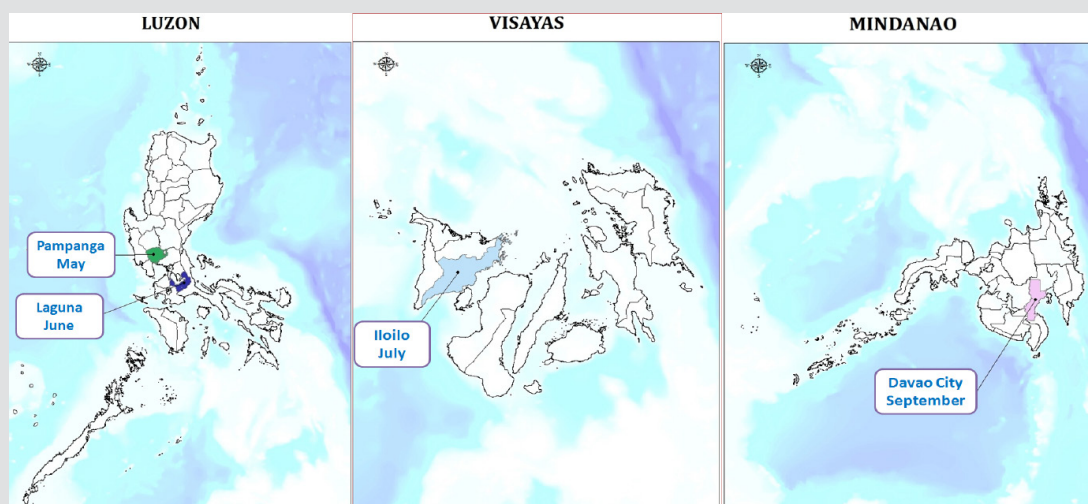 LUZON
Pampanga
May
Laguna
June
VISAYAS
Iloilo
July
MINDANAO
Davao City
September